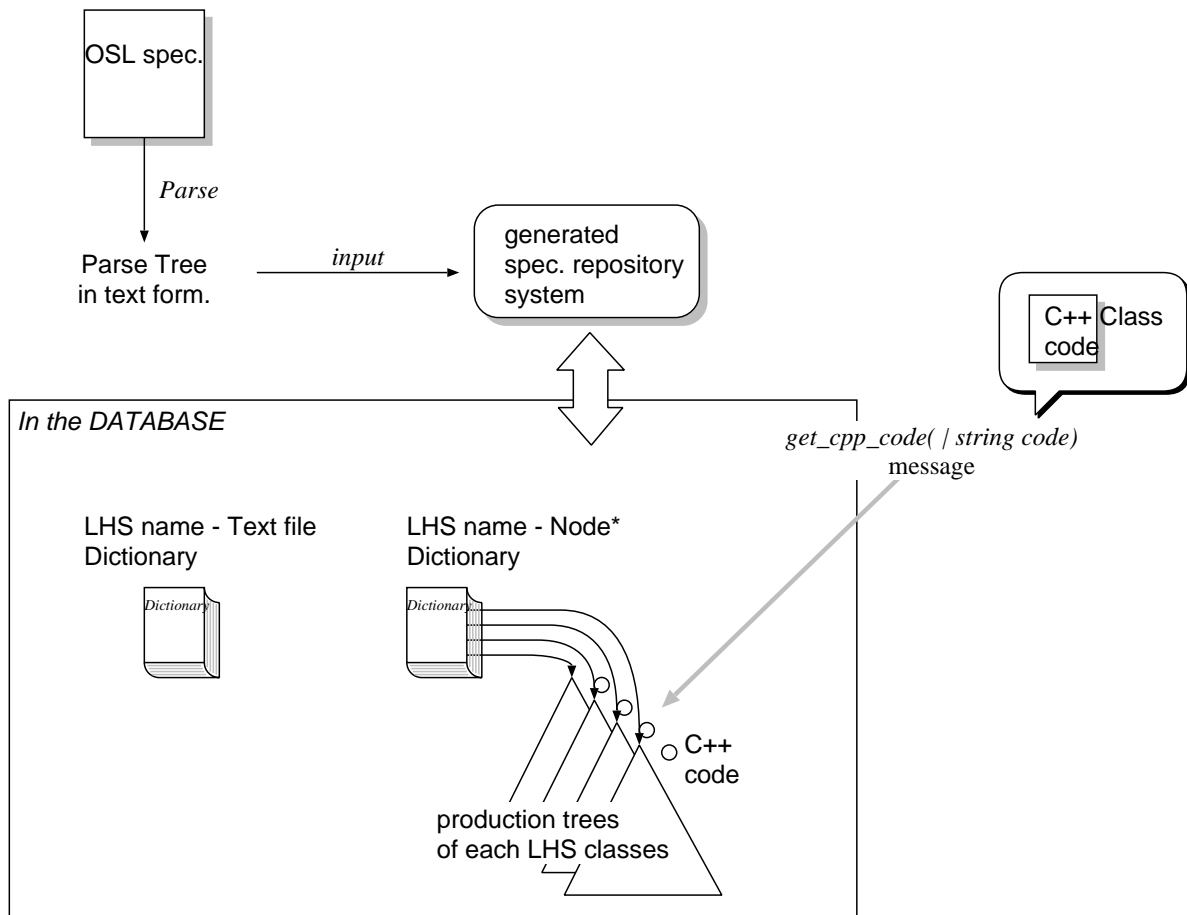 OSL spec.
Parse
Parse Tree
in text form.
input
generated
spec. repository
system
C++ Class
code
In the DATABASE
get_cpp_code( | string code)
message
LHS name - Text file
Dictionary
LHS name - Node*
Dictionary
Dictionary
Dictionary
C++
code
production trees
of each LHS classes